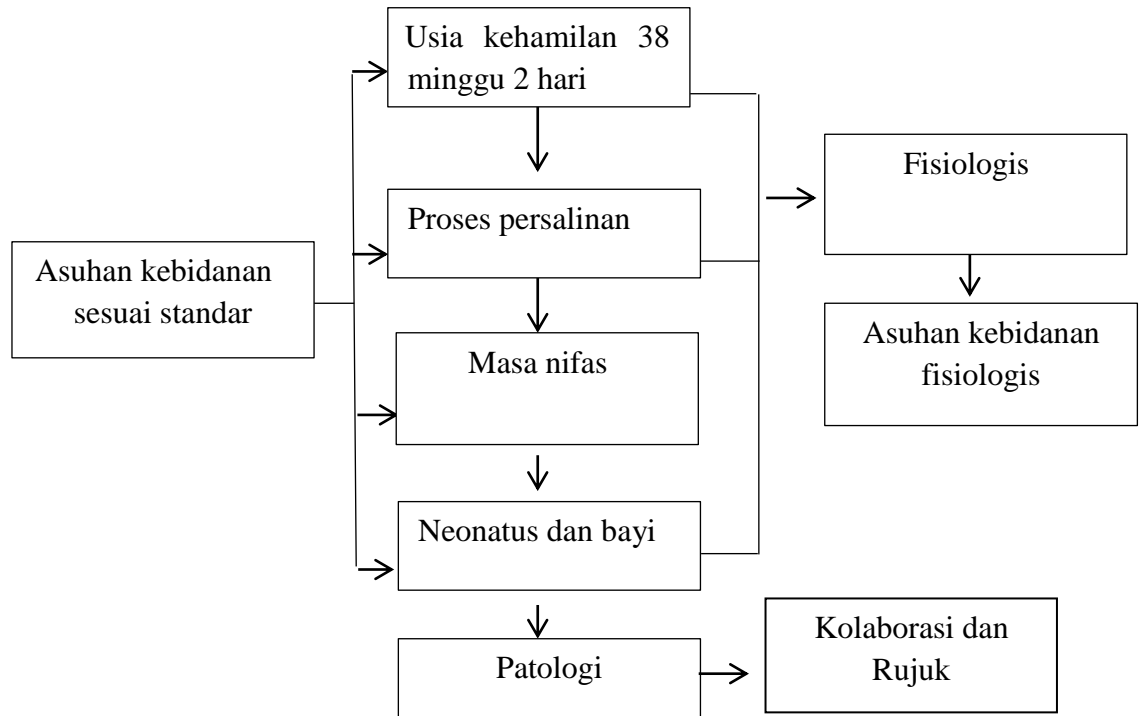 Usia kehamilan 38
minggu 2 hari
Fisiologis
Proses persalinan
Asuhan kebidanan
sesuai standar
Asuhan kebidanan
fisiologis
Masa nifas
Neonatus dan bayi
Kolaborasi dan
Rujuk
Patologi